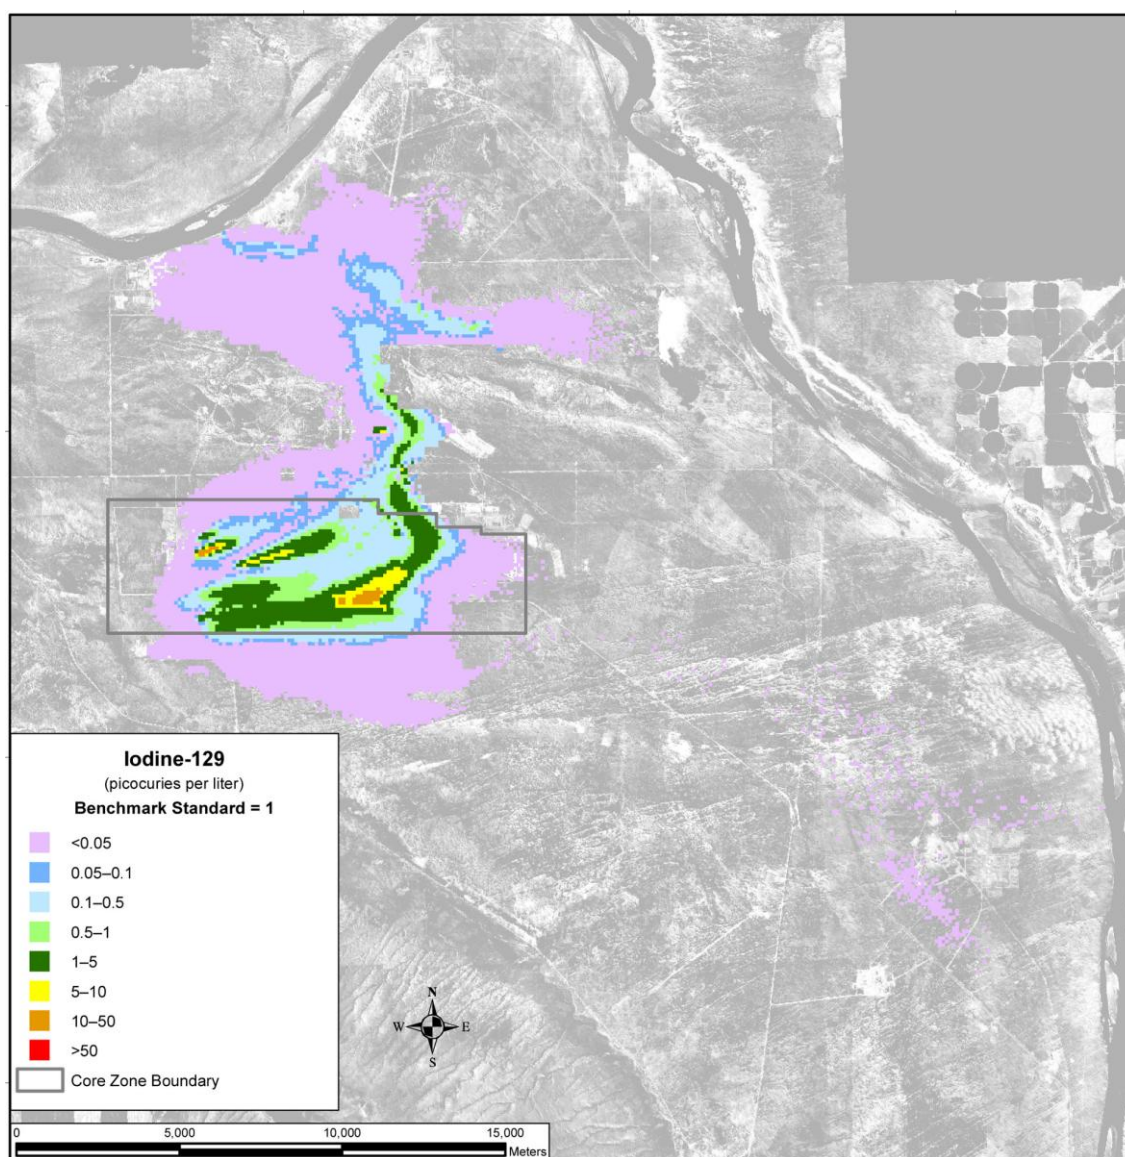 Iodine-129
(picocuries per liter)
Benchmark Standard = 1
<0.05
0.05–0.1
0.1–0.5
0.5–1
1–5
5–10
10–50
>50
Core Zone Boundary
N
W E
S
0 5,000 10,000 15,000
Meters